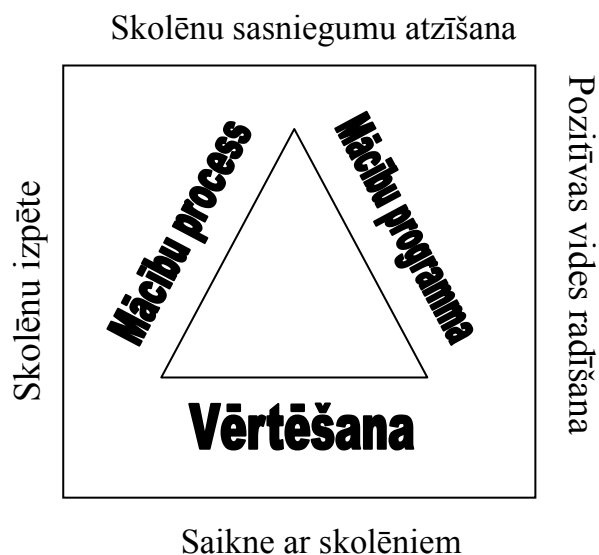 Skolēnu sasniegumu atzīšana
Skolēnu izpēte
Mācību process
Mācību programma
Pozitīvas vides radīšana
Vērtēšana
Saikne ar skolēniem